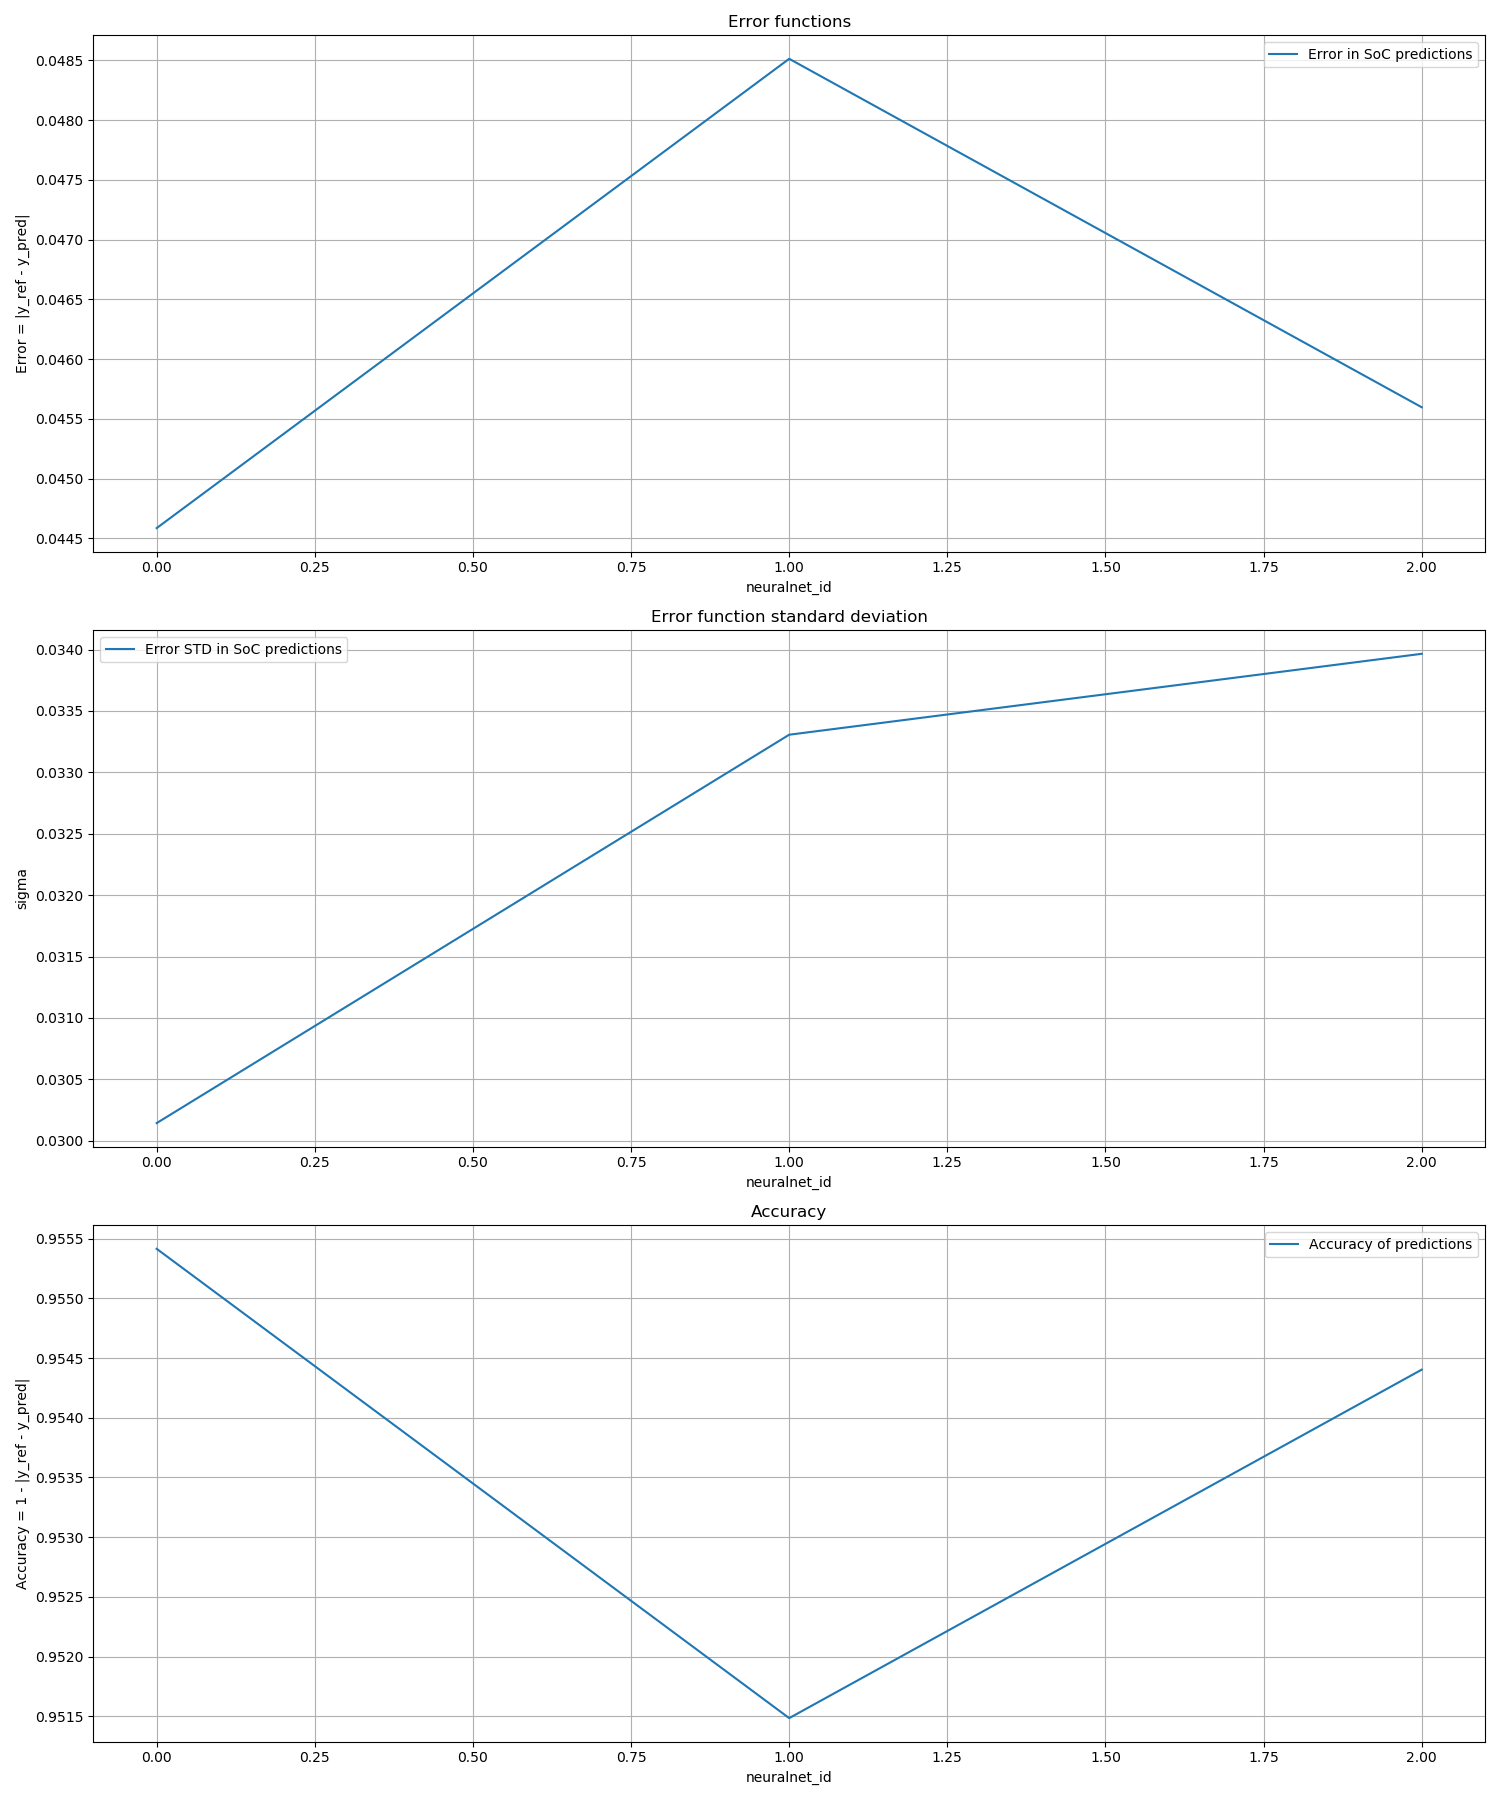 Error functions
Error in SoC predictions
Error = |y_ref - y_pred|
0.0485
0.0480
0.0475
0.0470
0.0465
0.0460
0.0455
0.0450
0.0445
0.00 0.25 0.50 0.75 1.00 1.25 1.50 1.75 2.00
neuralnet_id
Error function standard deviation
Error STD in SoC predictions
sigma
0.0340
0.0335
0.0330
0.0325
0.0320
0.0315
0.0310
0.0305
0.0300
0.00 0.25 0.50 0.75 1.00 1.25 1.50 1.75 2.00
neuralnet_id
Accuracy
Accuracy of predictions
Accuracy = 1 - |y_ref - y_pred|
0.9555
0.9550
0.9545
0.9540
0.9535
0.9530
0.9525
0.9520
0.9515
0.00 0.25 0.50 0.75 1.00 1.25 1.50 1.75 2.00
neuralnet_id